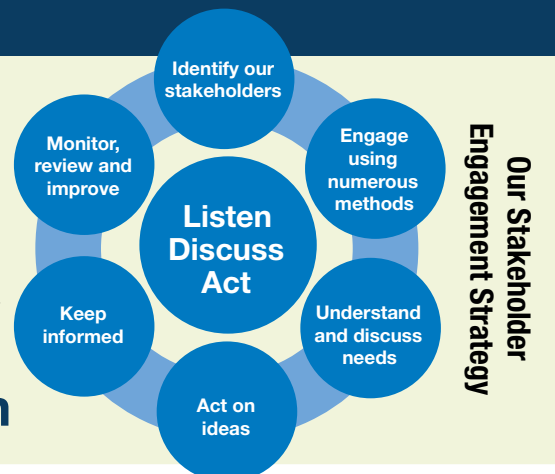 Identify our
stakeholders
Engage
using
numerous
methods
Understand
and discuss
needs
Act on
ideas
Keep
informed
Monitor,
review and
improve
Listen
Discuss
Act
Our Stakeholder
Engagement Strategy